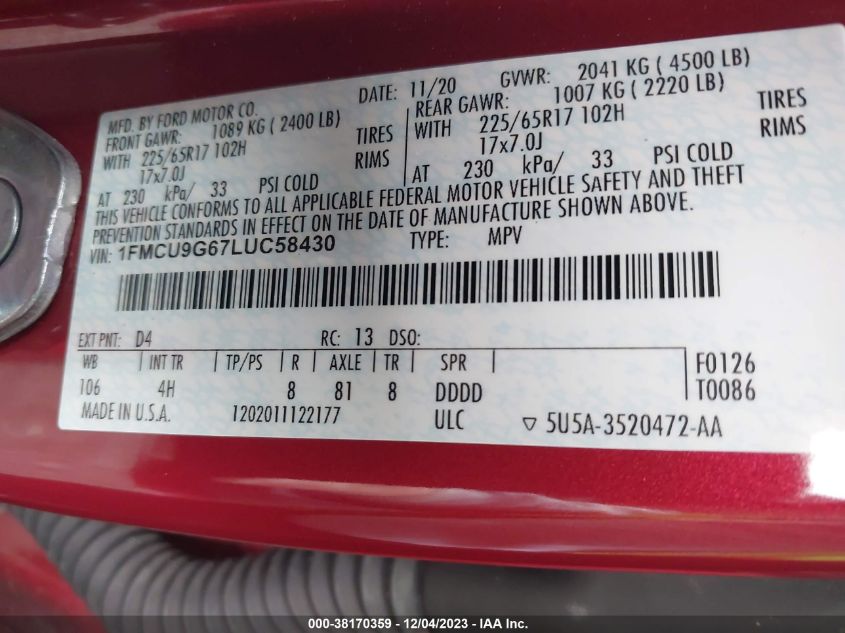 MFD. BY FORD MOTOR CO.
DATE: 11/20 GVWR: 2041 KG ( 4500 LB)
FRONT GAWR: 1089 KG ( 2400 LB)
REAR GAWR: 1007 KG ( 2220 LB)
WITH 225/65R17 102H TIRES
WITH 225/65R17 102H TIRES
17x7.0J RIMS
17x7.0J RIMS
AT 230 kPa/ 33 PSI COLD
AT 230 kPa/ 33 PSI COLD
THIS VEHICLE CONFORMS TO ALL APPLICABLE FEDERAL MOTOR VEHICLE SAFETY AND THEFT
PREVENTION STANDARDS IN EFFECT ON THE DATE OF MANUFACTURE SHOWN ABOVE.
VIN: 1FMCU9G67LUC58430 TYPE: MPV
EXT PNT: D4 RC: 13 DSO:
WB INT TR TP/PS R AXLE TR SPR F0126
106 4H 8 81 8 DDDD T0086
MADE IN U.S.A. 1202011122177 ULC ▽ 5U5A-3520472-AA
000-38170359 - 12/04/2023 - IAA Inc.